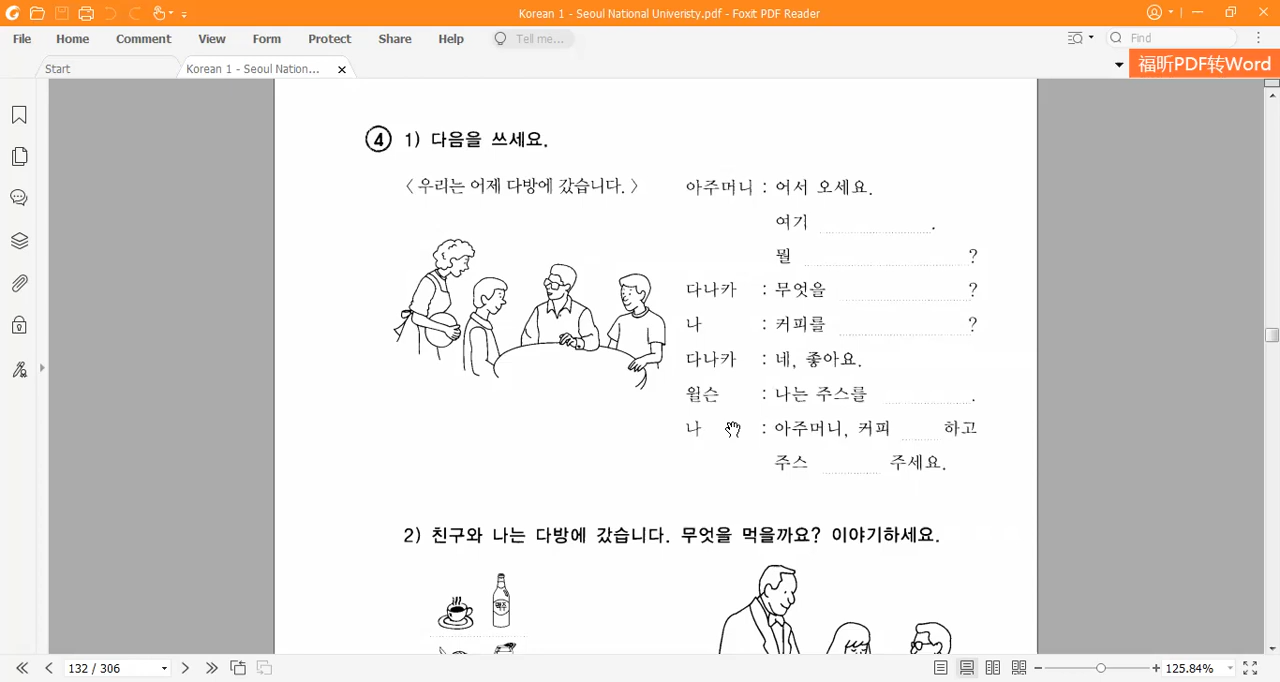 Korean 1 - Seoul National Univeristy.pdf - Foxit PDF Reader
File Home Comment View Form Protect Share Help Tell me... Find
Start Korean 1 - Seoul Nation...
福昕PDF转Word
④ 1) 다음을 쓰세요.
〈우리는 어제 다방에 갔습니다.〉
아주머니 : 어서 오세요.
여기 .
뭘 ?
다나카 : 무엇을 ?
나 : 커피를 ?
다나카 : 네, 좋아요.
윌슨 : 나는 주스를 .
나 : 아주머니, 커피 하고
주스 주세요.
2) 친구와 나는 다방에 갔습니다. 무엇을 먹을까요? 이야기하세요.
맥주
132 / 306
125.84%